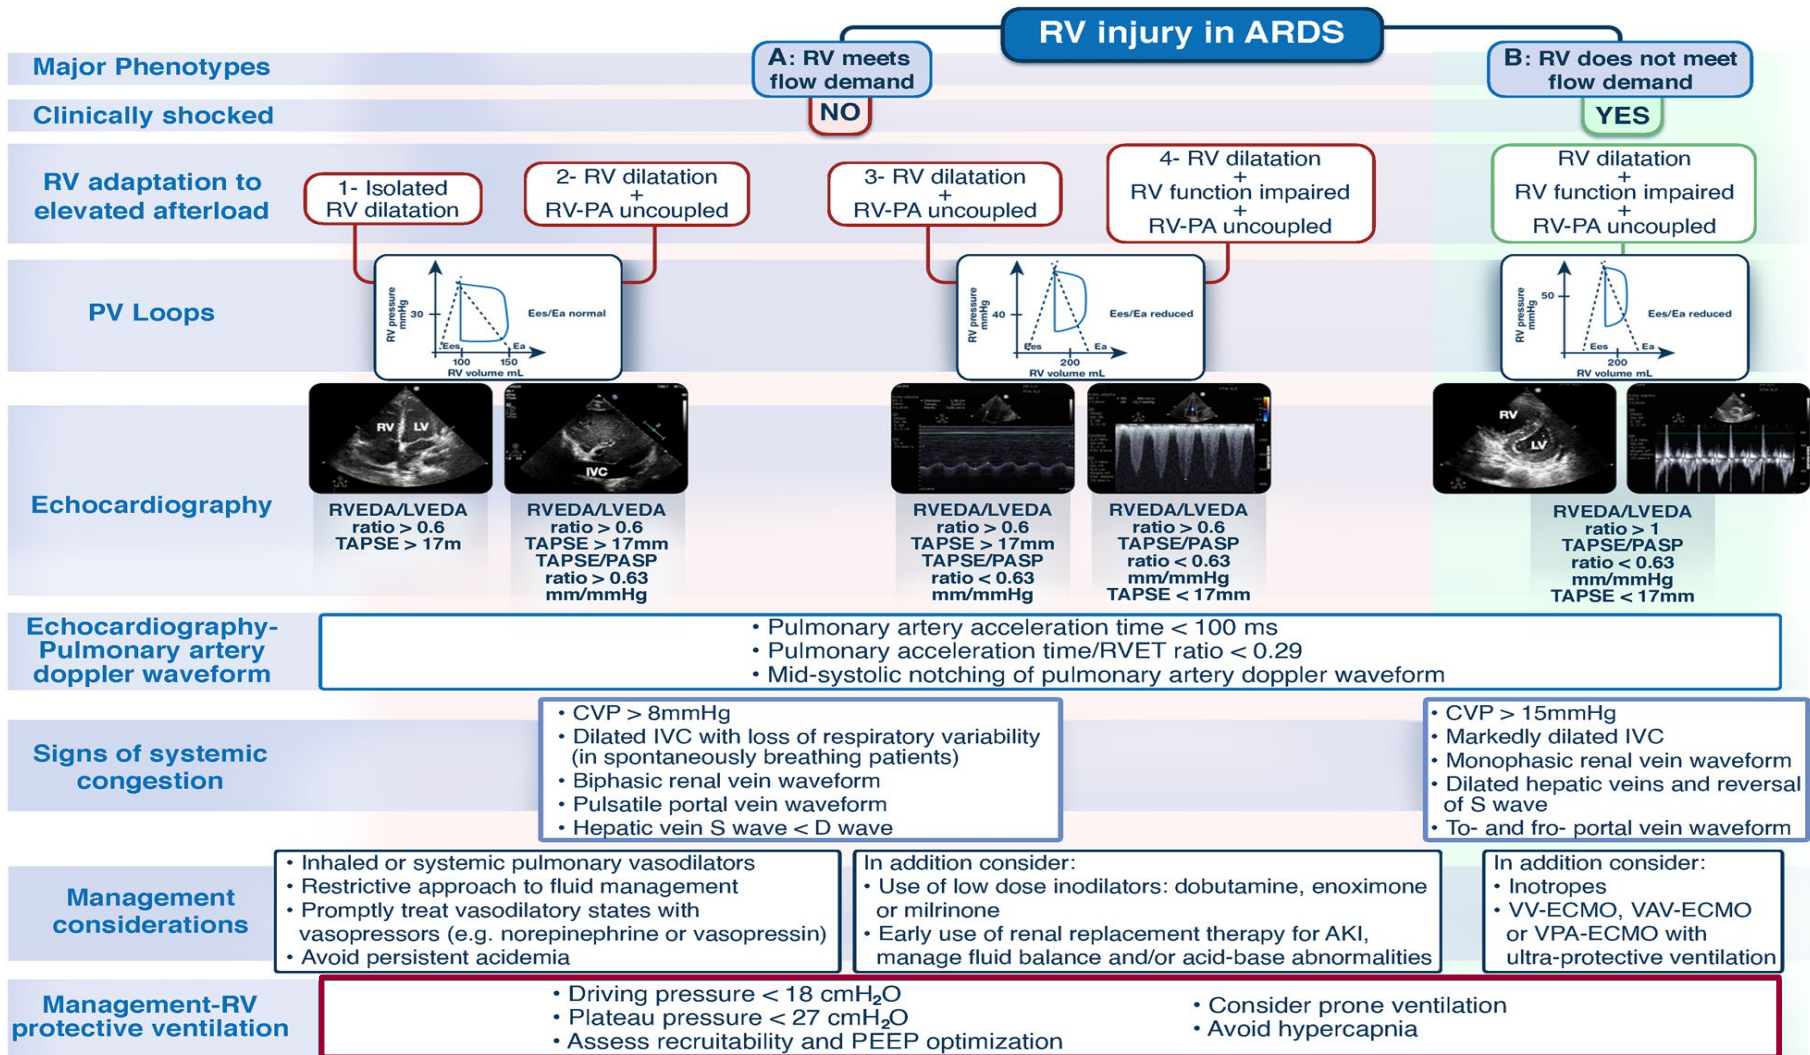 RV injury in ARDS
Major Phenotypes
A: RV meets
flow demand
B: RV does not meet
flow demand
Clinically shocked
NO
YES
RV adaptation to
elevated afterload
1- Isolated
RV dilatation
2- RV dilatation
+
RV-PA uncoupled
3- RV dilatation
+
RV-PA uncoupled
4- RV dilatation
+
RV function impaired
+
RV-PA uncoupled
RV dilatation
+
RV function impaired
+
RV-PA uncoupled
PV Loops
RV pressure
mmHg
30
Ees/Ea normal
Ees
Ea
100
150
RV volume mL
RV pressure
mmHg
40
Ees/Ea reduced
Ees
Ea
200
RV volume mL
RV pressure
mmHg
50
Ees/Ea reduced
Ees
Ea
200
RV volume mL
Echocardiography
RV
LV
IVC
RV
LV
RVEDA/LVEDA
ratio > 0.6
TAPSE > 17m
RVEDA/LVEDA
ratio > 0.6
TAPSE > 17mm
TAPSE/PASP
ratio > 0.63
mm/mmHg
RVEDA/LVEDA
ratio > 0.6
TAPSE > 17mm
TAPSE/PASP
ratio < 0.63
mm/mmHg
RVEDA/LVEDA
ratio > 0.6
TAPSE/PASP
ratio < 0.63
mm/mmHg
TAPSE < 17mm
RVEDA/LVEDA
ratio > 1
TAPSE/PASP
ratio < 0.63
mm/mmHg
TAPSE < 17mm
Echocardiography-
Pulmonary artery
doppler waveform
• Pulmonary artery acceleration time < 100 ms
• Pulmonary acceleration time/RVET ratio < 0.29
• Mid-systolic notching of pulmonary artery doppler waveform
Signs of systemic
congestion
• CVP > 8mmHg
• Dilated IVC with loss of respiratory variability
(in spontaneously breathing patients)
• Biphasic renal vein waveform
• Pulsatile portal vein waveform
• Hepatic vein S wave < D wave
• CVP > 15mmHg
• Markedly dilated IVC
• Monophasic renal vein waveform
• Dilated hepatic veins and reversal
of S wave
• To- and fro- portal vein waveform
Management
considerations
• Inhaled or systemic pulmonary vasodilators
• Restrictive approach to fluid management
• Promptly treat vasodilatory states with
vasopressors (e.g. norepinephrine or vasopressin)
• Avoid persistent acidemia
In addition consider:
• Use of low dose inodilators: dobutamine, enoximone
or milrinone
• Early use of renal replacement therapy for AKI,
manage fluid balance and/or acid-base abnormalities
In addition consider:
• Inotropes
• VV-ECMO, VAV-ECMO
or VPA-ECMO with
ultra-protective ventilation
Management-RV
protective ventilation
• Driving pressure < 18 cmH₂O
• Plateau pressure < 27 cmH₂O
• Assess recruitability and PEEP optimization
• Consider prone ventilation
• Avoid hypercapnia